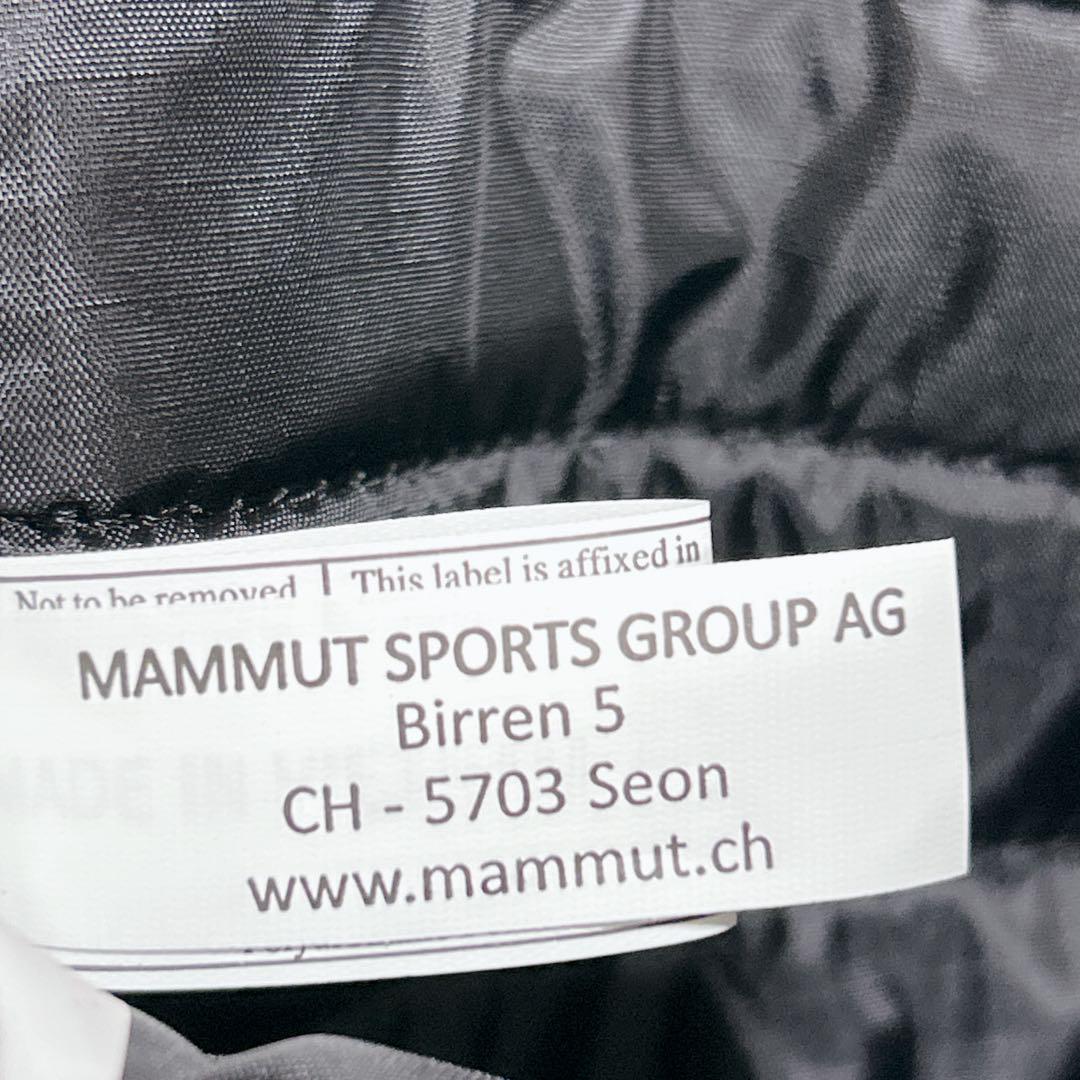 Not to be removed | This label is affixed in
MAMMUT SPORTS GROUP AG
Birren 5
CH - 5703 Seon
www.mammut.ch